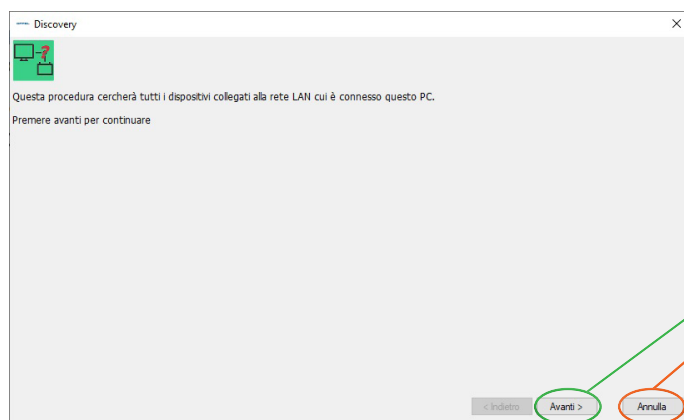 Discovery
Questa procedura cercherà tutti i dispositivi collegati alla rete LAN cui è connesso questo PC.
Premere avanti per continuare
< Indietro Avanti > Annulla